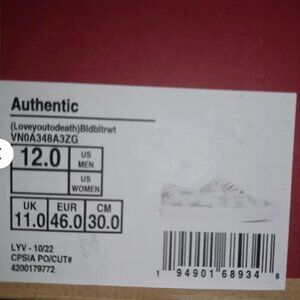 Authentic
(Loveyoutodeath)Bldbltrwt
VN0A348A3ZG
12.0 US MEN
US WOMEN
UK EUR CM
11.0 46.0 30.0
LYV - 10/22
CPSIA PO/CUT#
4200179772
1 94901 68934 8